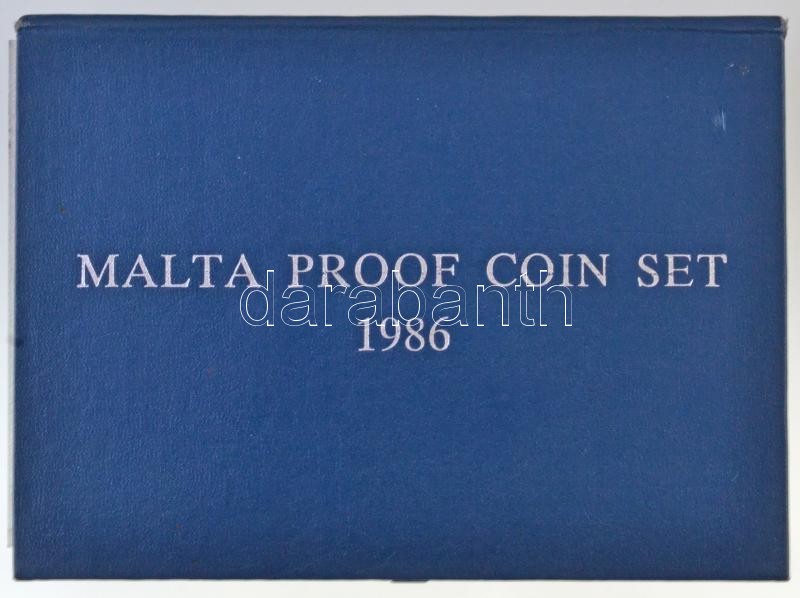 MALTA PROOF COIN SET
darabanth
1986